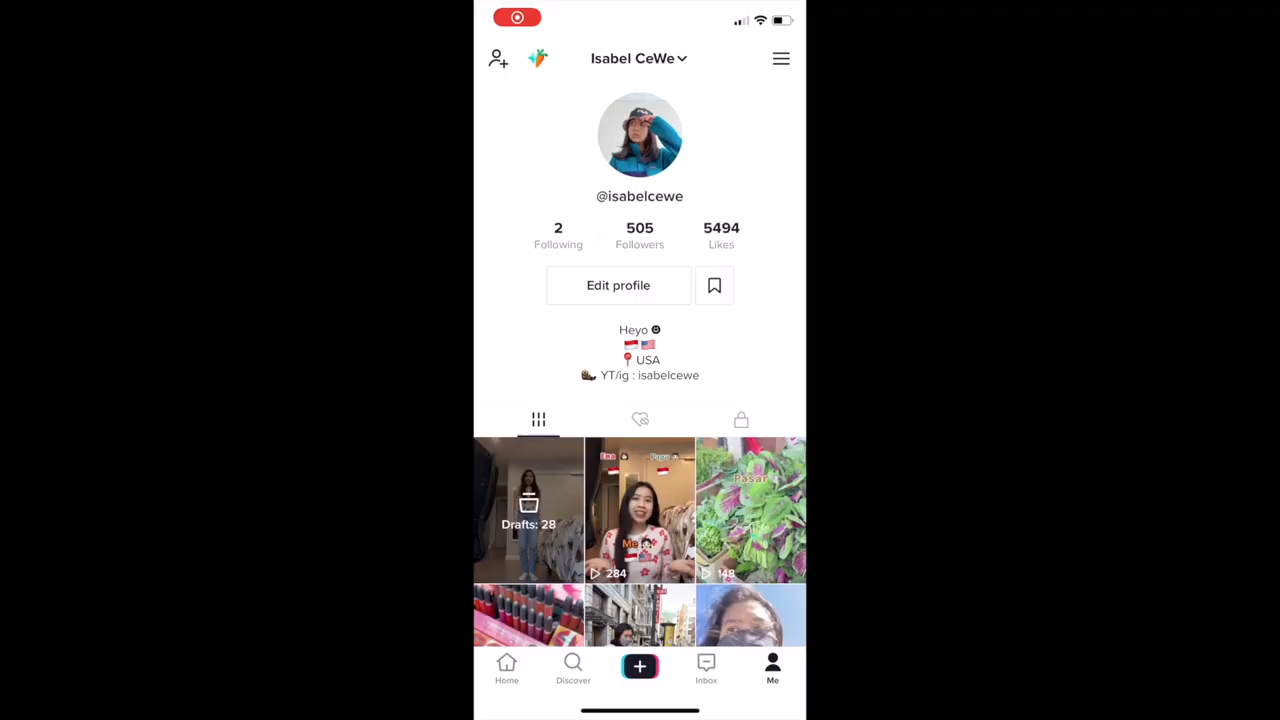 Isabel CeWe
@isabelcewe
2 505 5494
Following Followers Likes
Edit profile
Heyo
USA
YT/ig : isabelcewe
Ema Papa Pasar
Drafts: 28
Me
284 148
Home Discover Inbox Me